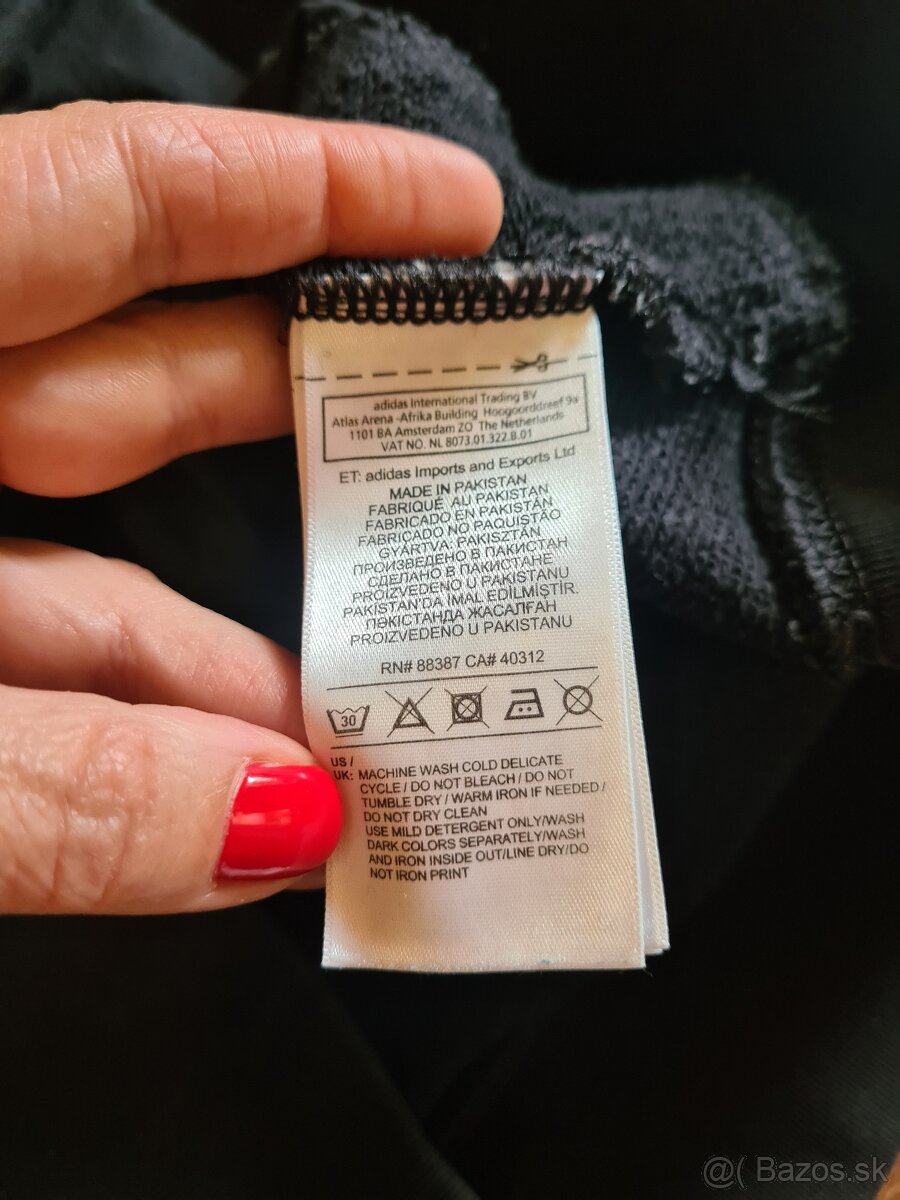 adidas International Trading BV
Atlas Arena -Afrika Building Hoogoorddreef 9a
1101 BA Amsterdam ZO The Netherlands
VAT NO. NL 8073.01.322.B.01
ET: adidas Imports and Exports Ltd
MADE IN PAKISTAN
FABRIQUÉ AU PAKISTAN
FABRICADO EN PAKISTÁN
FABRICADO NO PAQUISTÃO
GYÁRTVA: PAKISZTÁN
ПРОИЗВЕДЕНО В ПАКИСТАН
СДЕЛАНО В ПАКИСТАНЕ
PROIZVEDENO U PAKISTANU
PAKISTAN'DA IMAL EDİLMİŞTİR.
ПӘКІСТАНДА ЖАСАЛҒАН
PROIZVEDENO U PAKISTANU
RN# 88387 CA# 40312
30
US /
UK: MACHINE WASH COLD DELICATE
CYCLE / DO NOT BLEACH / DO NOT
TUMBLE DRY / WARM IRON IF NEEDED /
DO NOT DRY CLEAN
USE MILD DETERGENT ONLY/WASH
DARK COLORS SEPARATELY/WASH
AND IRON INSIDE OUT/LINE DRY/DO
NOT IRON PRINT
@( Bazos.sk